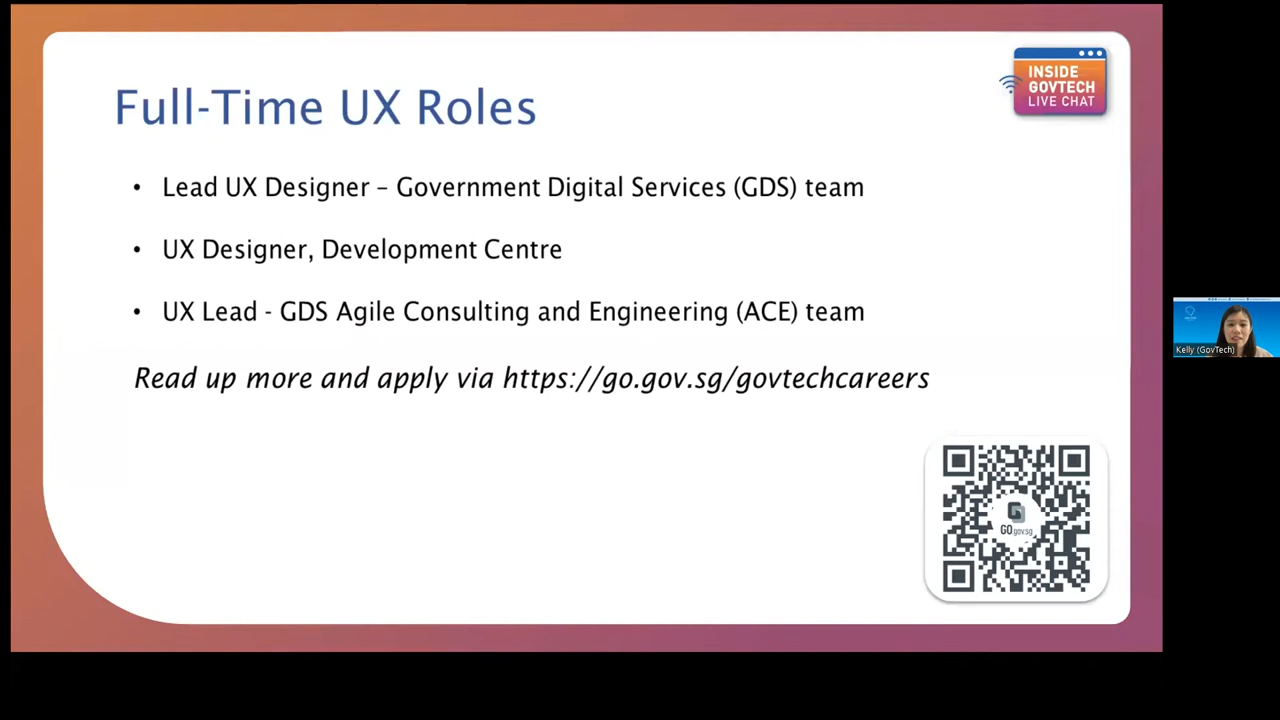 Full-Time UX Roles
INSIDE
GOVTECH
LIVE CHAT
• Lead UX Designer – Government Digital Services (GDS) team
• UX Designer, Development Centre
• UX Lead - GDS Agile Consulting and Engineering (ACE) team
Read up more and apply via https://go.gov.sg/govtechcareers
GO.gov.sg
Kelly (GovTech)